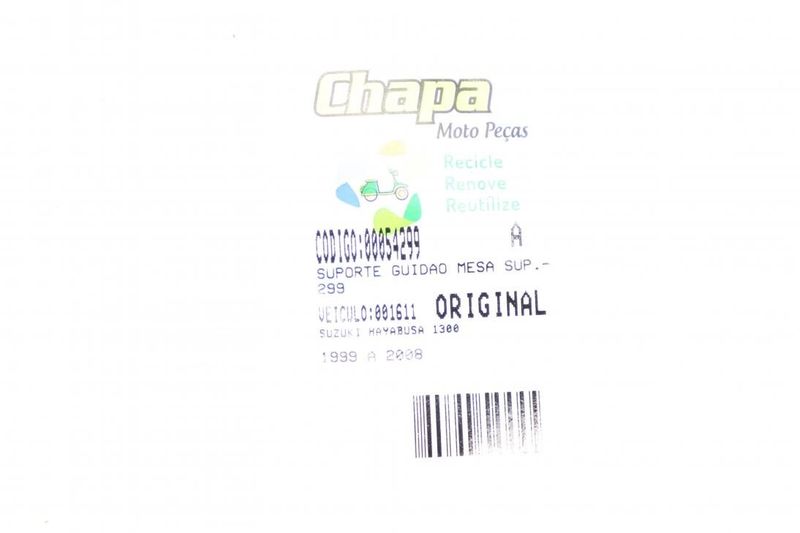 Chapa
Moto Peças
Recicle
Renove
Reutilize
CODIGO:00054299 A
SUPORTE GUIDAO MESA SUP.-
299
VEICULO:001611 ORIGINAL
SUZUKI HAYABUSA 1300
1999 A 2008